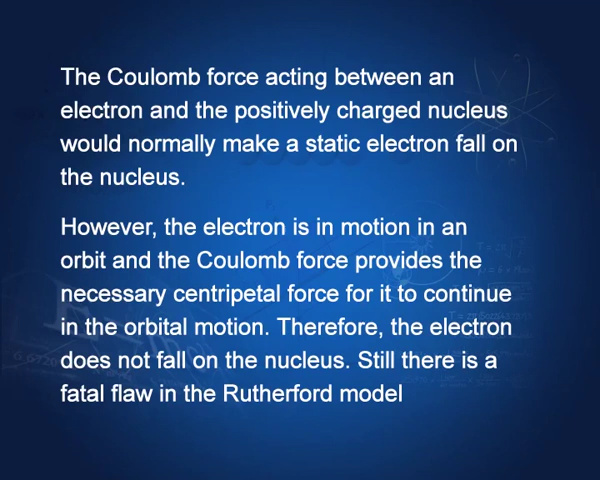 The Coulomb force acting between an
electron and the positively charged nucleus
would normally make a static electron fall on
the nucleus.
However, the electron is in motion in an
orbit and the Coulomb force provides the
necessary centripetal force for it to continue
in the orbital motion. Therefore, the electron
does not fall on the nucleus. Still there is a
fatal flaw in the Rutherford model